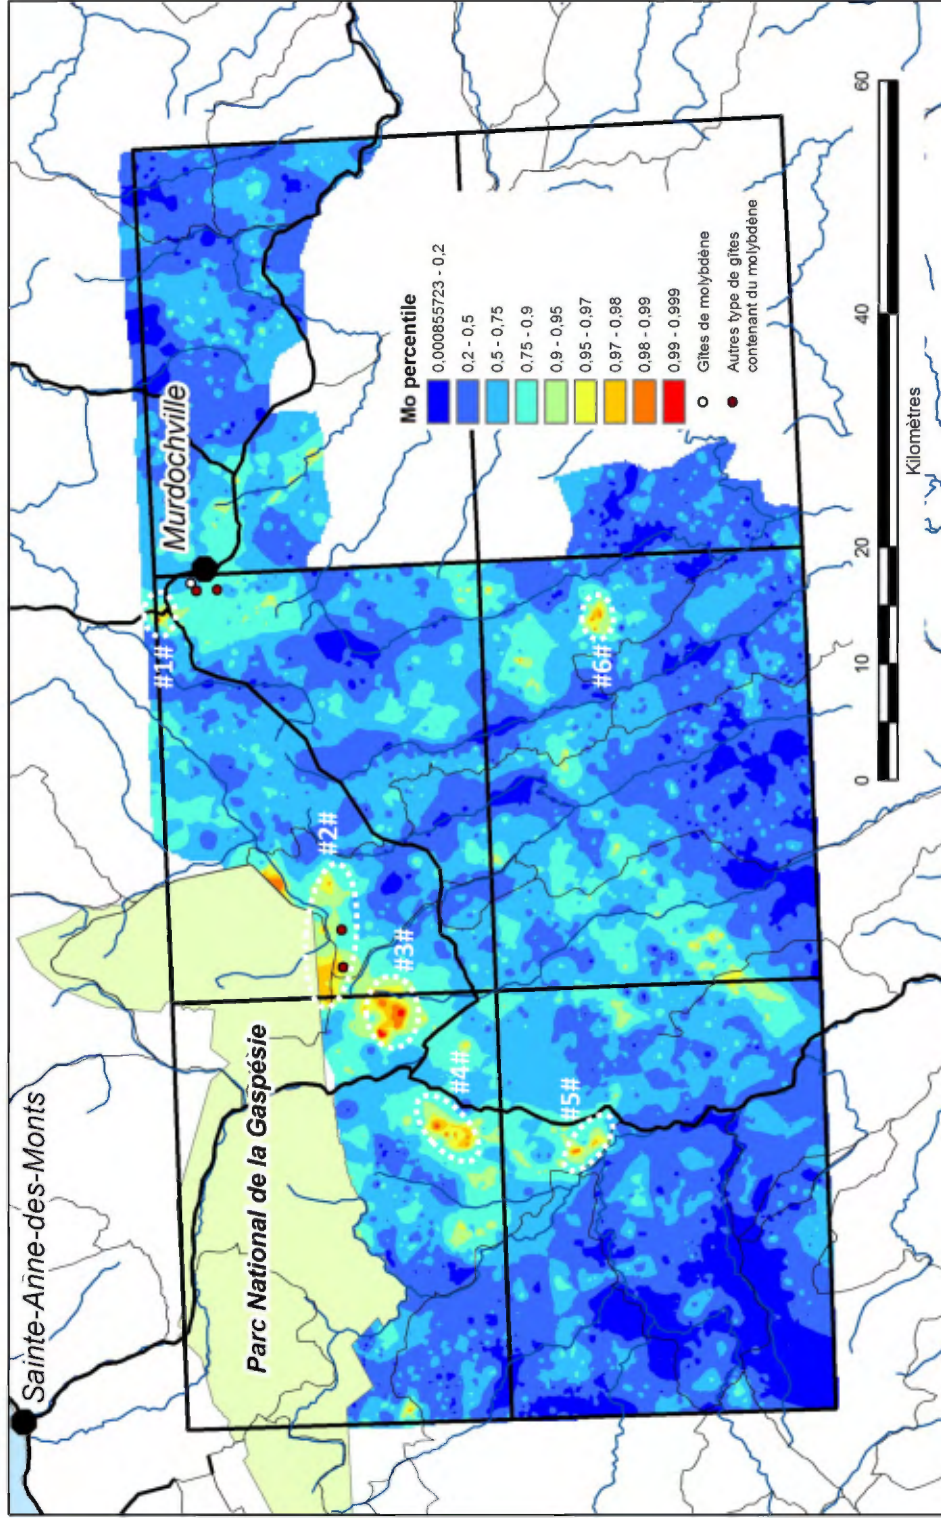 Sainte-Anne-des-Monts
Parc National de la Gaspésie
Murdochville
#1#
#2#
#3#
#4#
#5#
#6#
Mo percentile
0,000855723 - 0,2
0,2 - 0,5
0,5 - 0,75
0,75 - 0,9
0,9 - 0,95
0,95 - 0,97
0,97 - 0,98
0,98 - 0,99
0,99 - 0,999
Gîtes de molybdène
Autres type de gîtes
contenant du molybdène
0 10 20 40 60
Kilomètres